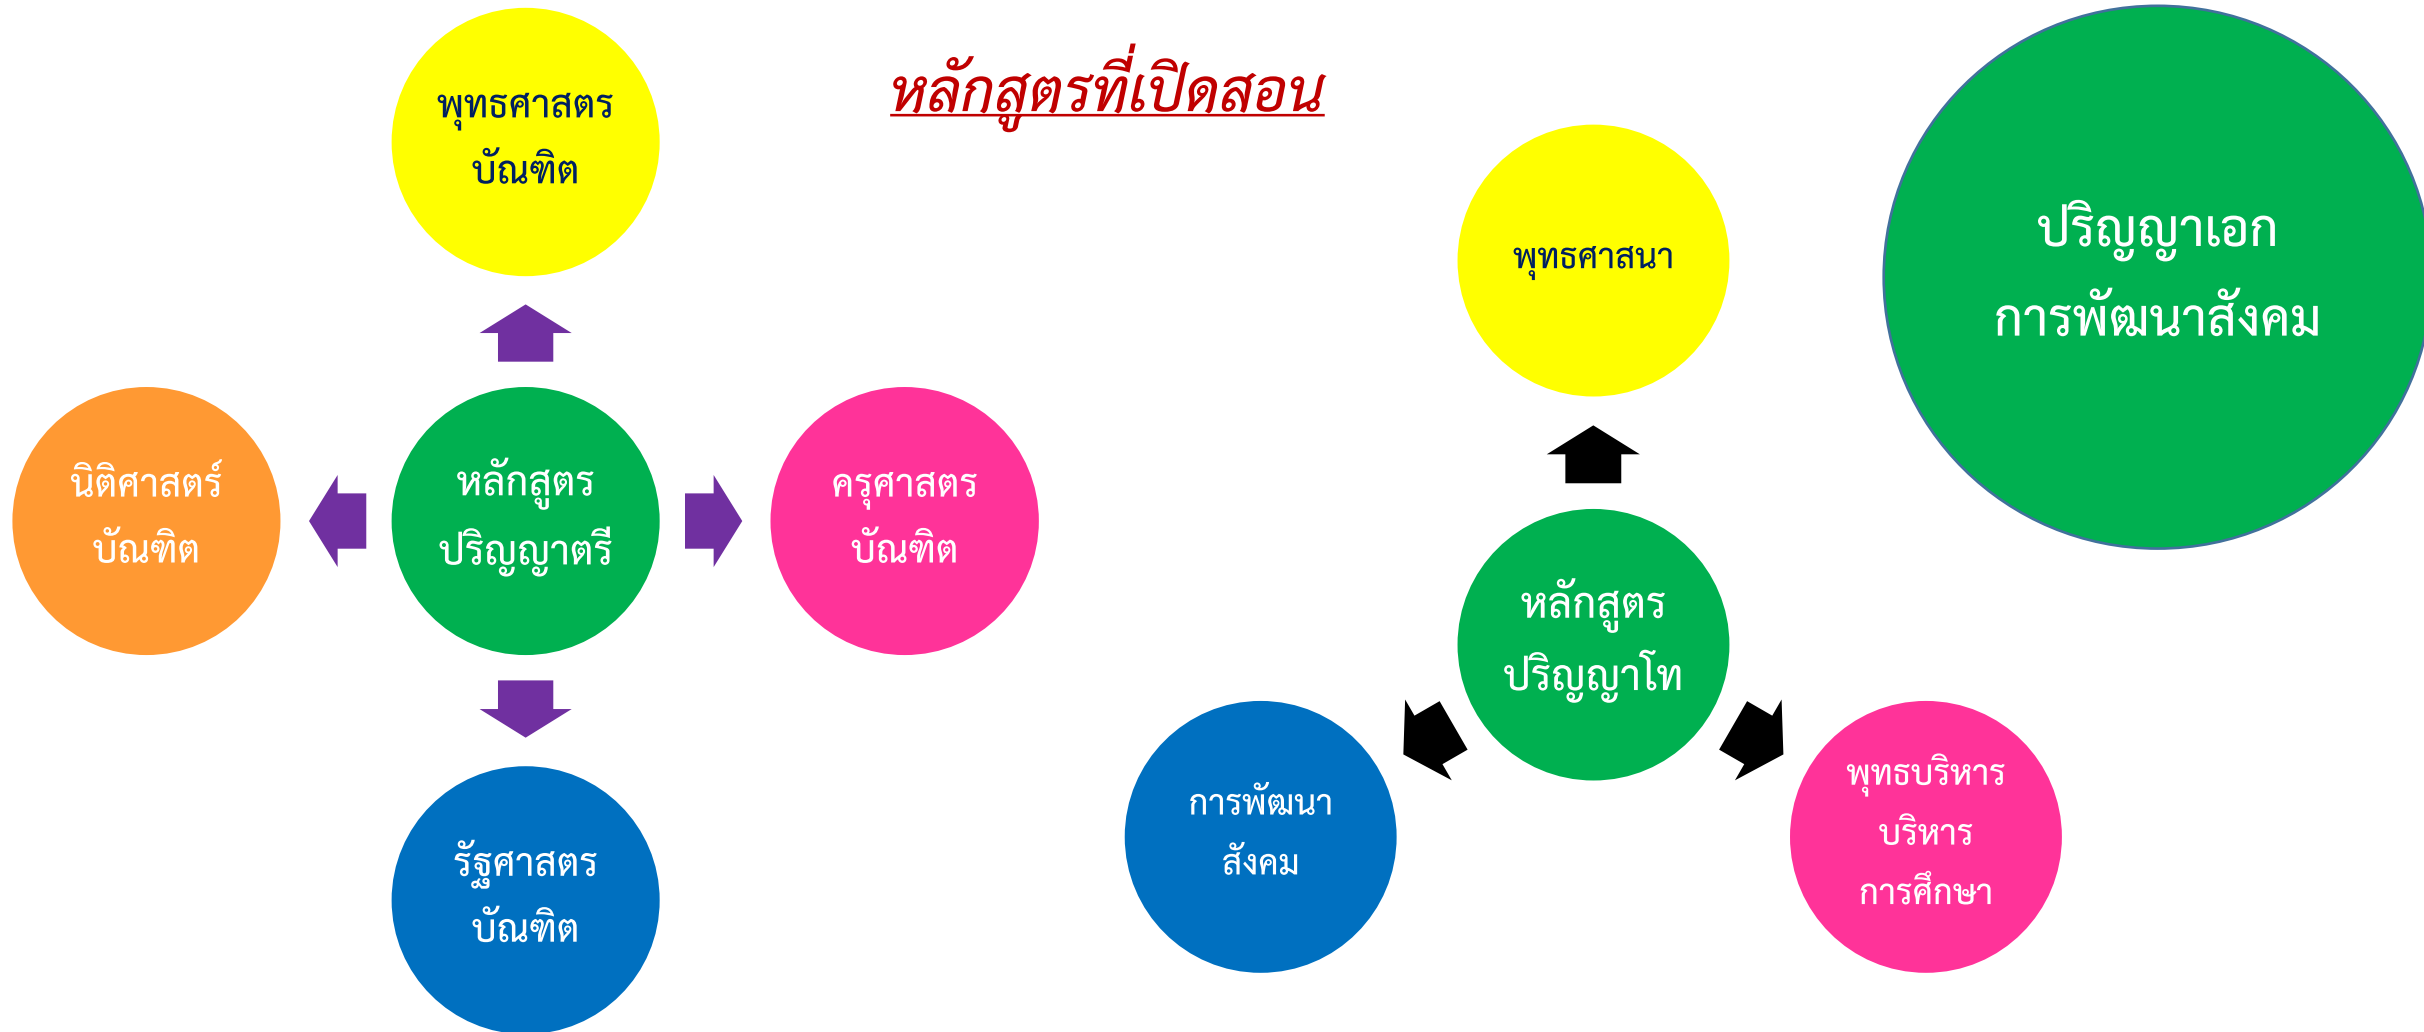 หลักสูตรที่เปิดสอน
พุทธศาสตร
บัณฑิต
นิติศาสตร์
บัณฑิต
หลักสูตร
ปริญญาตรี
ครุศาสตร
บัณฑิต
รัฐศาสตร
บัณฑิต
พุทธศาสนา
หลักสูตร
ปริญญาโท
การพัฒนา
สังคม
พุทธบริหาร
บริหาร
การศึกษา
ปริญญาเอก
การพัฒนาสังคม